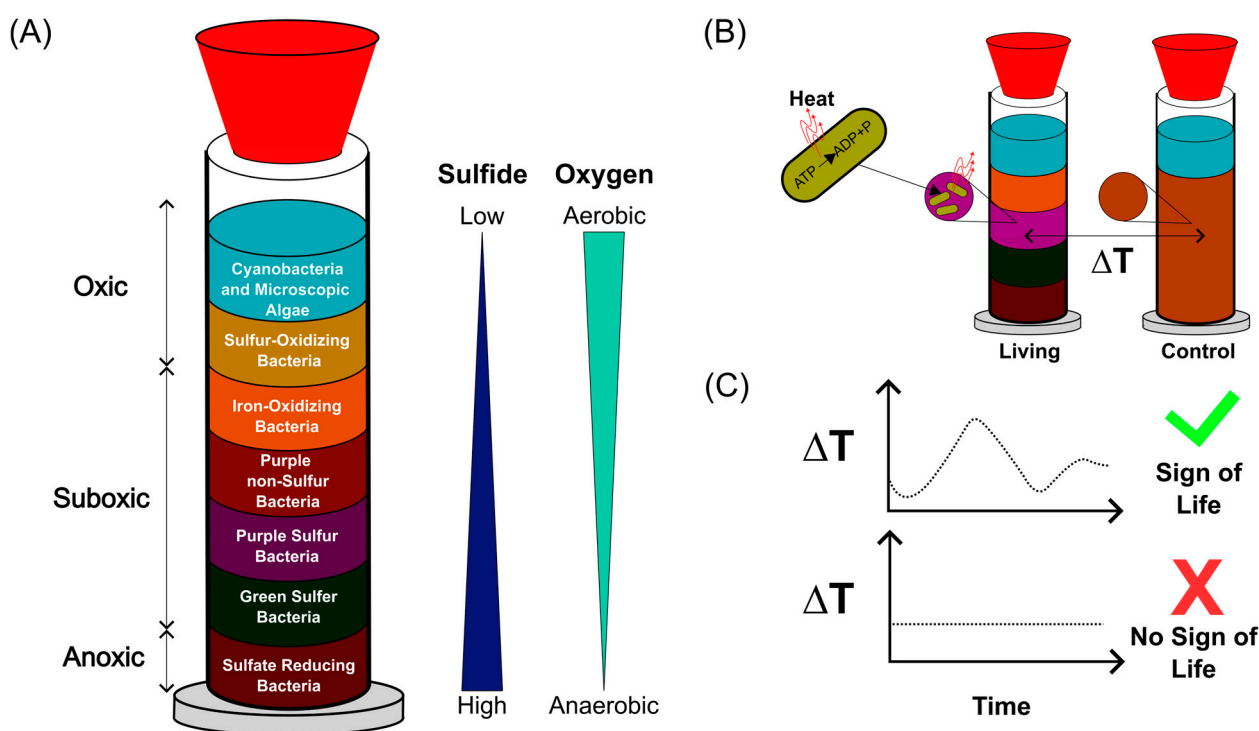 (A)
Sulfide
Oxygen
Low
Aerobic
Oxic
Cyanobacteria
and Microscopic
Algae
Sulfur-Oxidizing
Bacteria
Suboxic
Iron-Oxidizing
Bacteria
Purple
non-Sulfur
Bacteria
Purple Sulfur
Bacteria
Green Sulfer
Bacteria
Anoxic
Sulfate Reducing
Bacteria
High
Anaerobic
(B)
Heat
ATP → ADP+P
ΔT
Living
Control
(C)
ΔT
Sign of
Life
ΔT
No Sign of
Life
Time